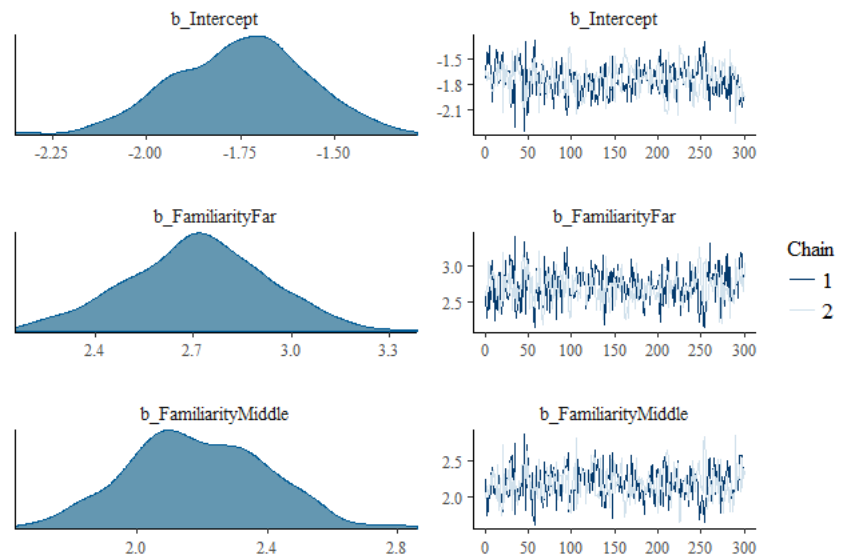 b_Intercept
-2.25 -2.00 -1.75 -1.50
b_Intercept
-1.5
-1.8
-2.1
0 50 100 150 200 250 300
b_FamiliarityFar
2.4 2.7 3.0 3.3
b_FamiliarityFar
3.0
2.5
0 50 100 150 200 250 300
b_FamiliarityMiddle
2.0 2.4 2.8
b_FamiliarityMiddle
2.5
2.0
0 50 100 150 200 250 300
Chain
1
2